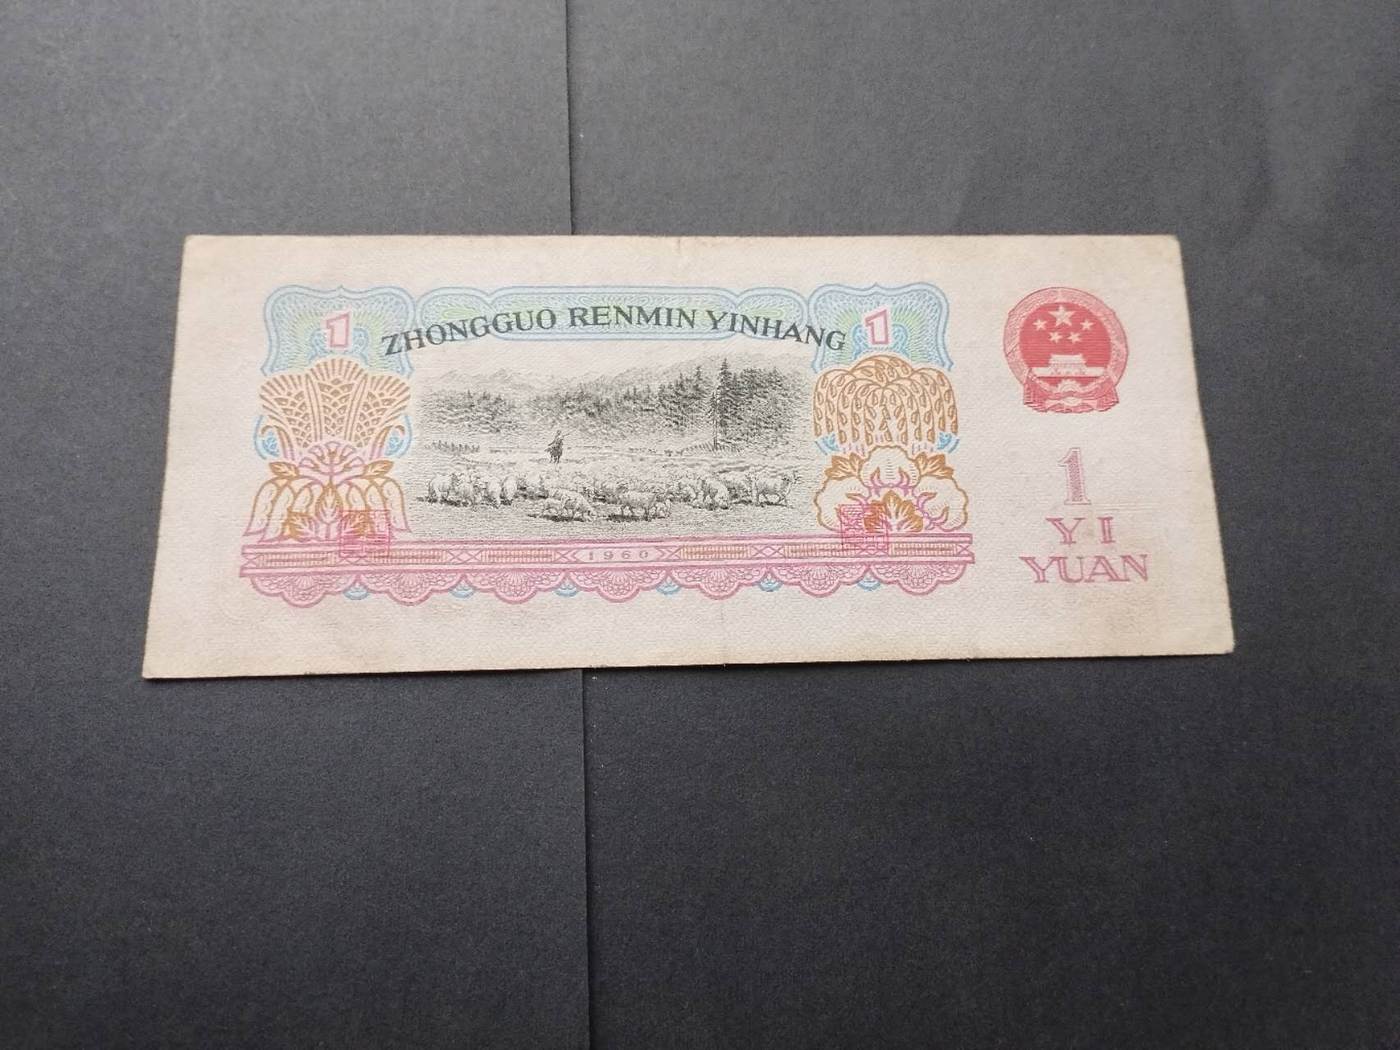 ZHONGGUO RENMIN YINHANG
1
1
1960
1
YI
YUAN